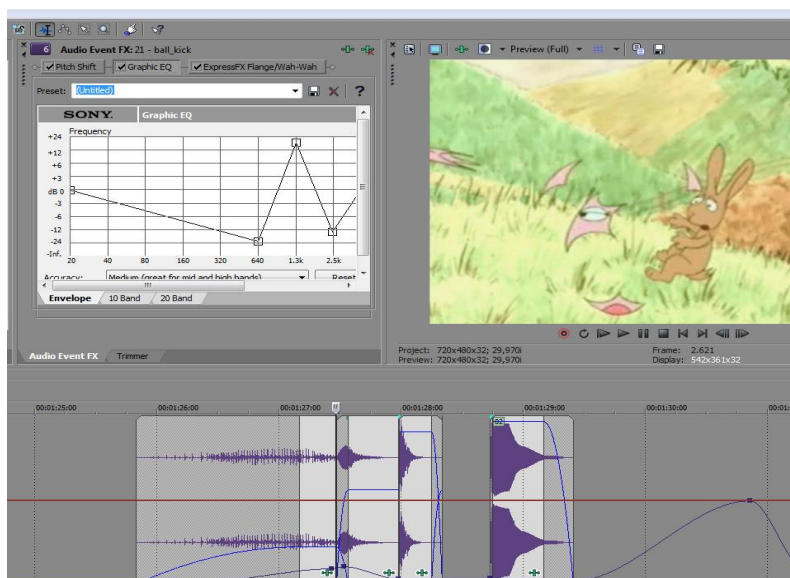 6 Audio Event FX: 21 - ball_kick
Pitch Shift Graphic EQ ExpressFX Flange/Wah-Wah
Preset: (Untitled)
SONY. Graphic EQ
Frequency
+24
+12
+6
+3
dB 0
-3
-6
-12
-24
-Inf.
20 40 80 160 320 640 1.3k 2.5k
Accuracy: Medium (great for mid and high bands) Reset
Envelope 10 Band 20 Band
Audio Event FX Trimmer
Preview (Full)
Project: 720x480x32; 29,970i Frame: 2.621
Preview: 720x480x32; 29,970i Display: 542x361x32
00:01:25:00 00:01:26:00 00:01:27:00 00:01:28:00 00:01:29:00 00:01:30:00 00:01: